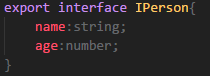 export interface IPerson{
    name:string;
    age:number;
}